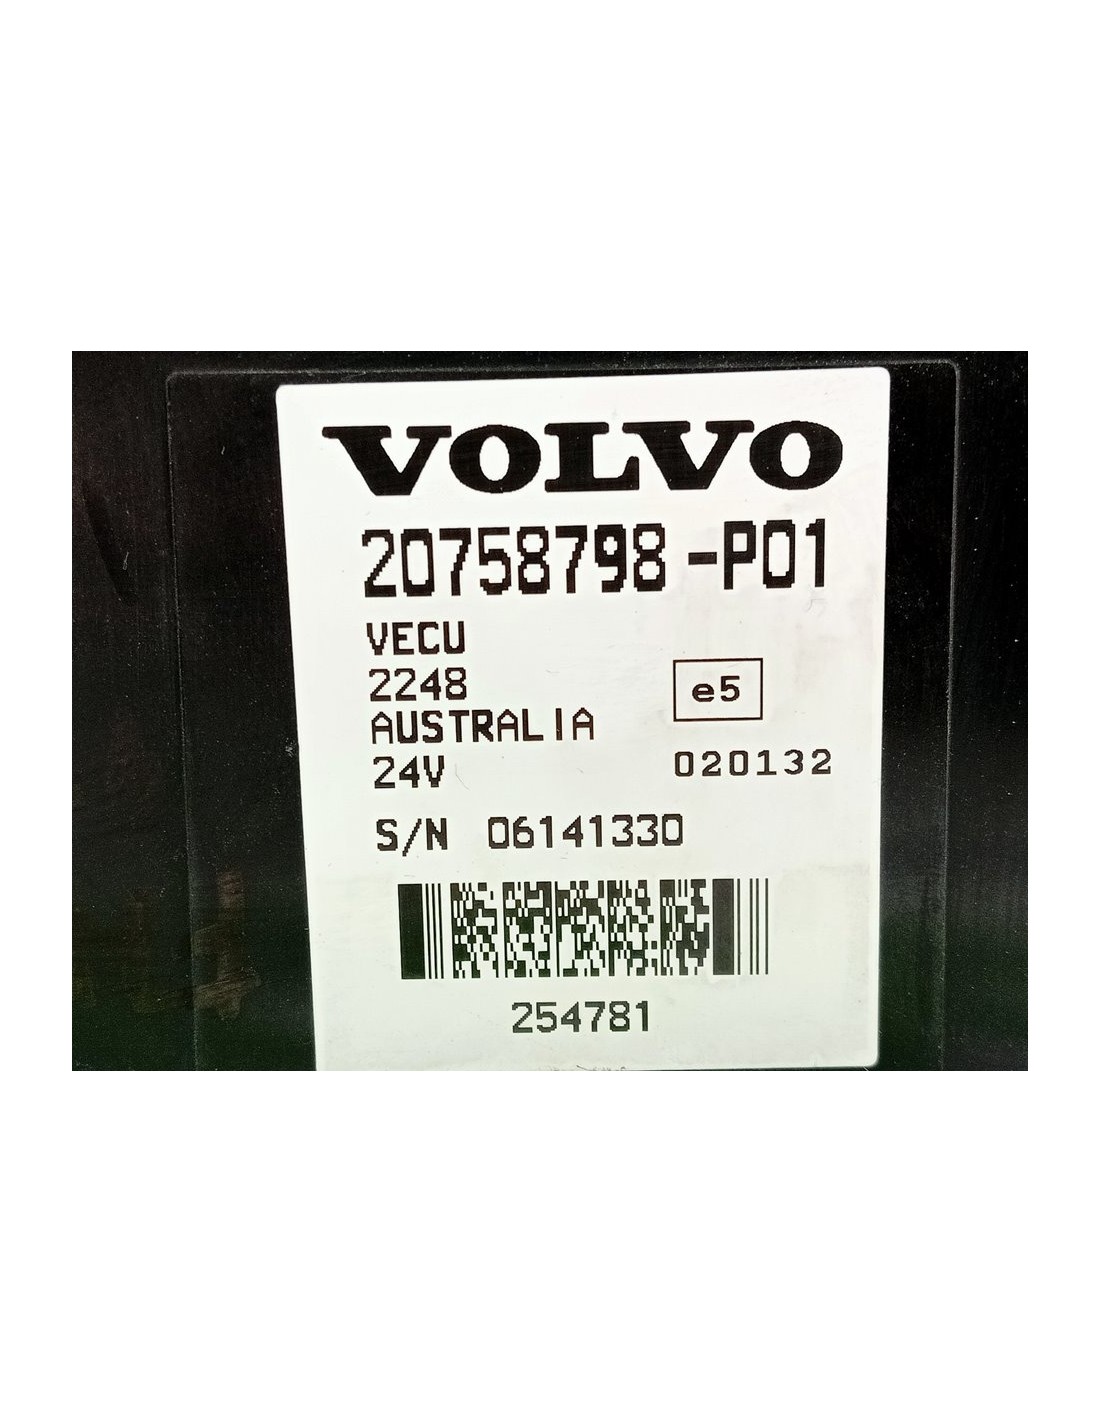 VOLVO
20758798-P01
VECU
2248
e5
AUSTRALIA
24V
020132
S/N 06141330
254781